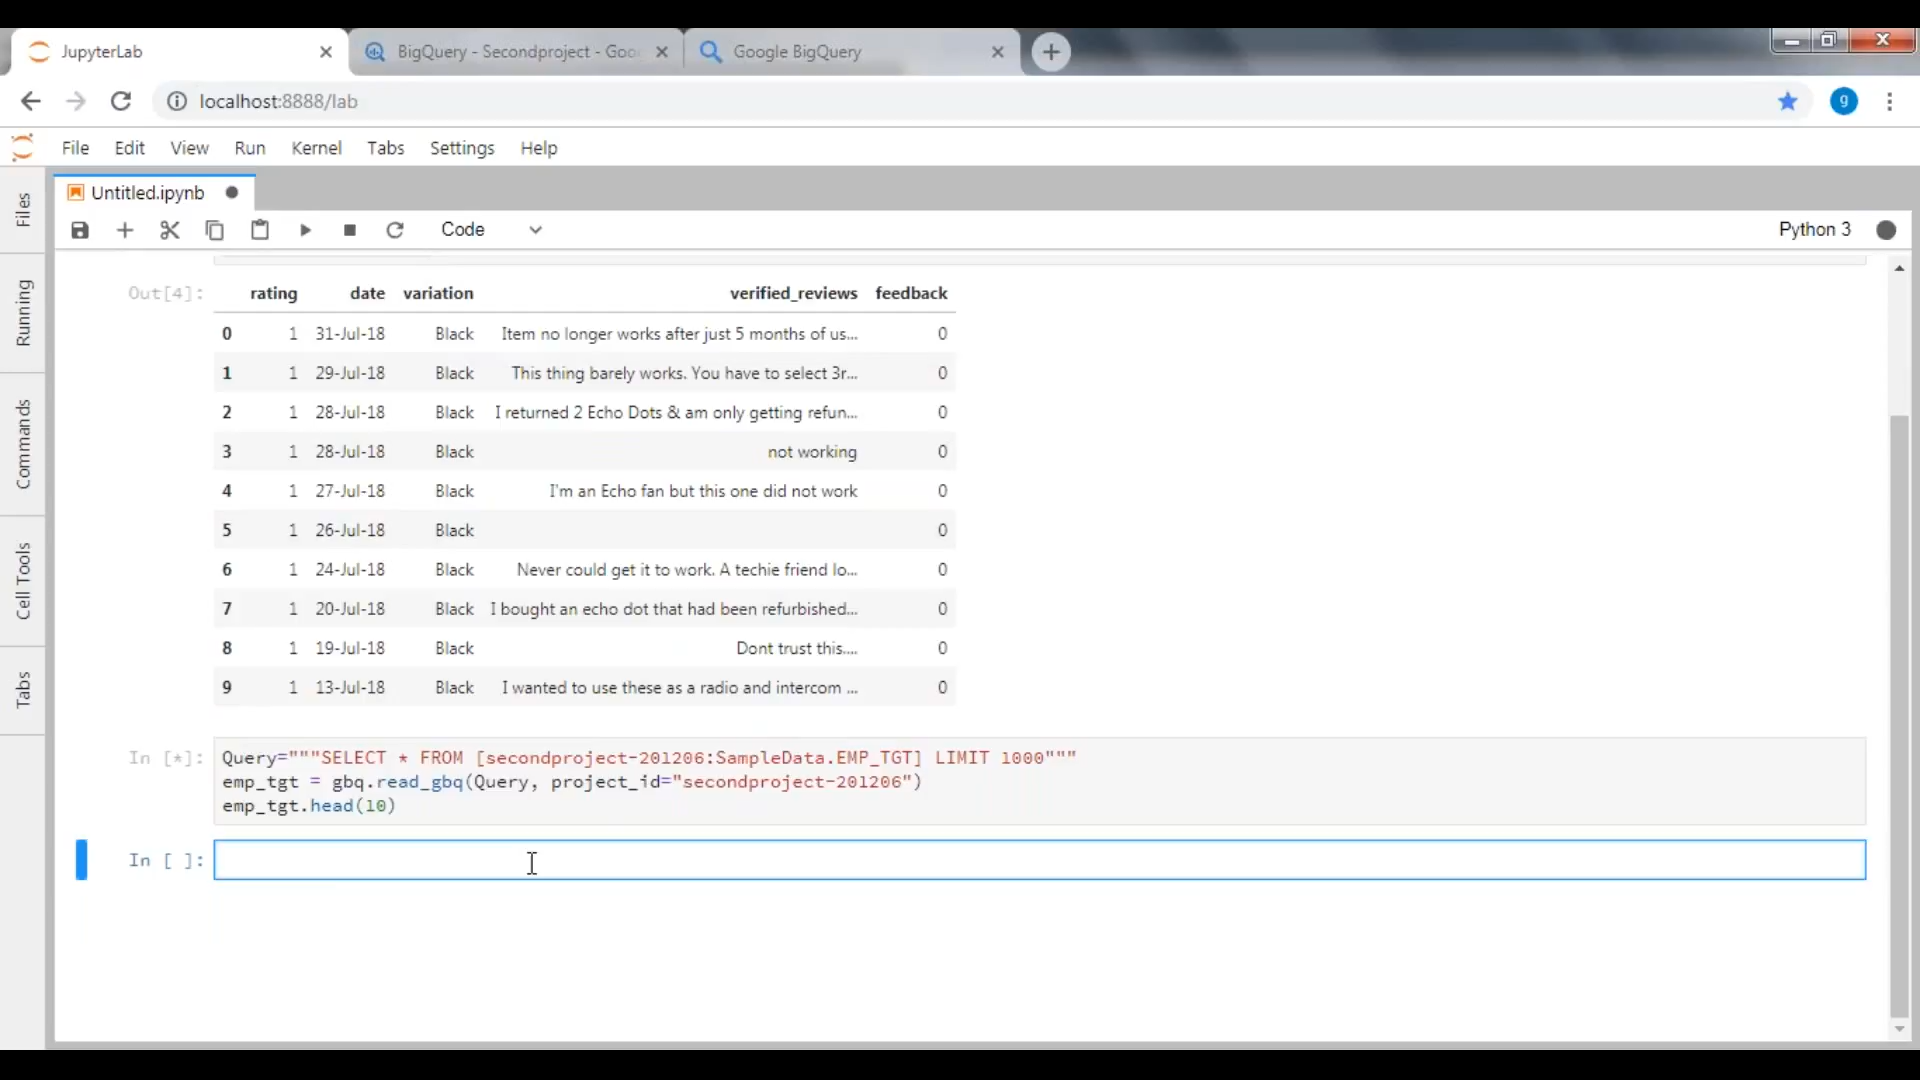 JupyterLab
BigQuery - Secondproject - Goo
Google BigQuery
localhost:8888/lab
g
File Edit View Run Kernel Tabs Settings Help
Untitled.ipynb
Code
Python 3
Files
Running
Commands
Cell Tools
Tabs
Out[4]:
rating date variation verified_reviews feedback
0 1 31-Jul-18 Black Item no longer works after just 5 months of us... 0
1 1 29-Jul-18 Black This thing barely works. You have to select 3r... 0
2 1 28-Jul-18 Black I returned 2 Echo Dots & am only getting refun... 0
3 1 28-Jul-18 Black not working 0
4 1 27-Jul-18 Black I'm an Echo fan but this one did not work 0
5 1 26-Jul-18 Black 0
6 1 24-Jul-18 Black Never could get it to work. A techie friend lo... 0
7 1 20-Jul-18 Black I bought an echo dot that had been refurbished... 0
8 1 19-Jul-18 Black Dont trust this.... 0
9 1 13-Jul-18 Black I wanted to use these as a radio and intercom ... 0
In [*]:
Query="""SELECT * FROM [secondproject-201206:SampleData.EMP_TGT] LIMIT 1000"""
emp_tgt = gbq.read_gbq(Query, project_id="secondproject-201206")
emp_tgt.head(10)
In [ ]: